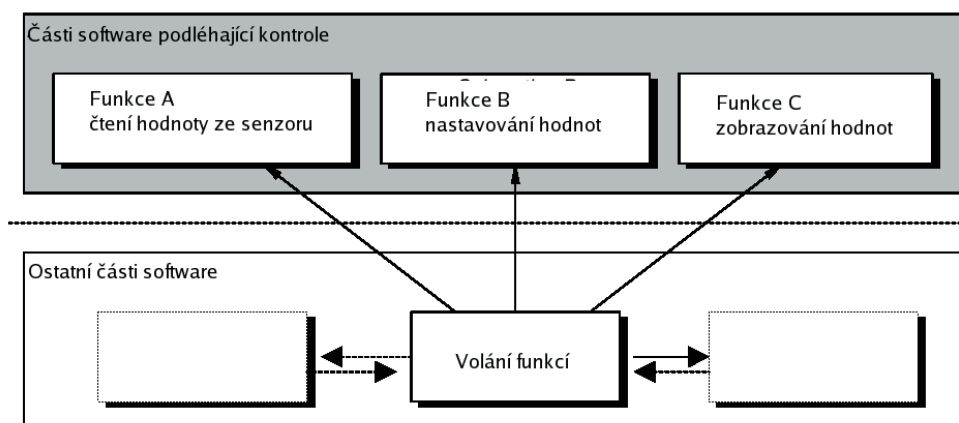 Části software podléhající kontrole
Funkce A
čtení hodnoty ze senzoru
Funkce B
nastavování hodnot
Funkce C
zobrazování hodnot
Ostatní části software
Volání funkcí